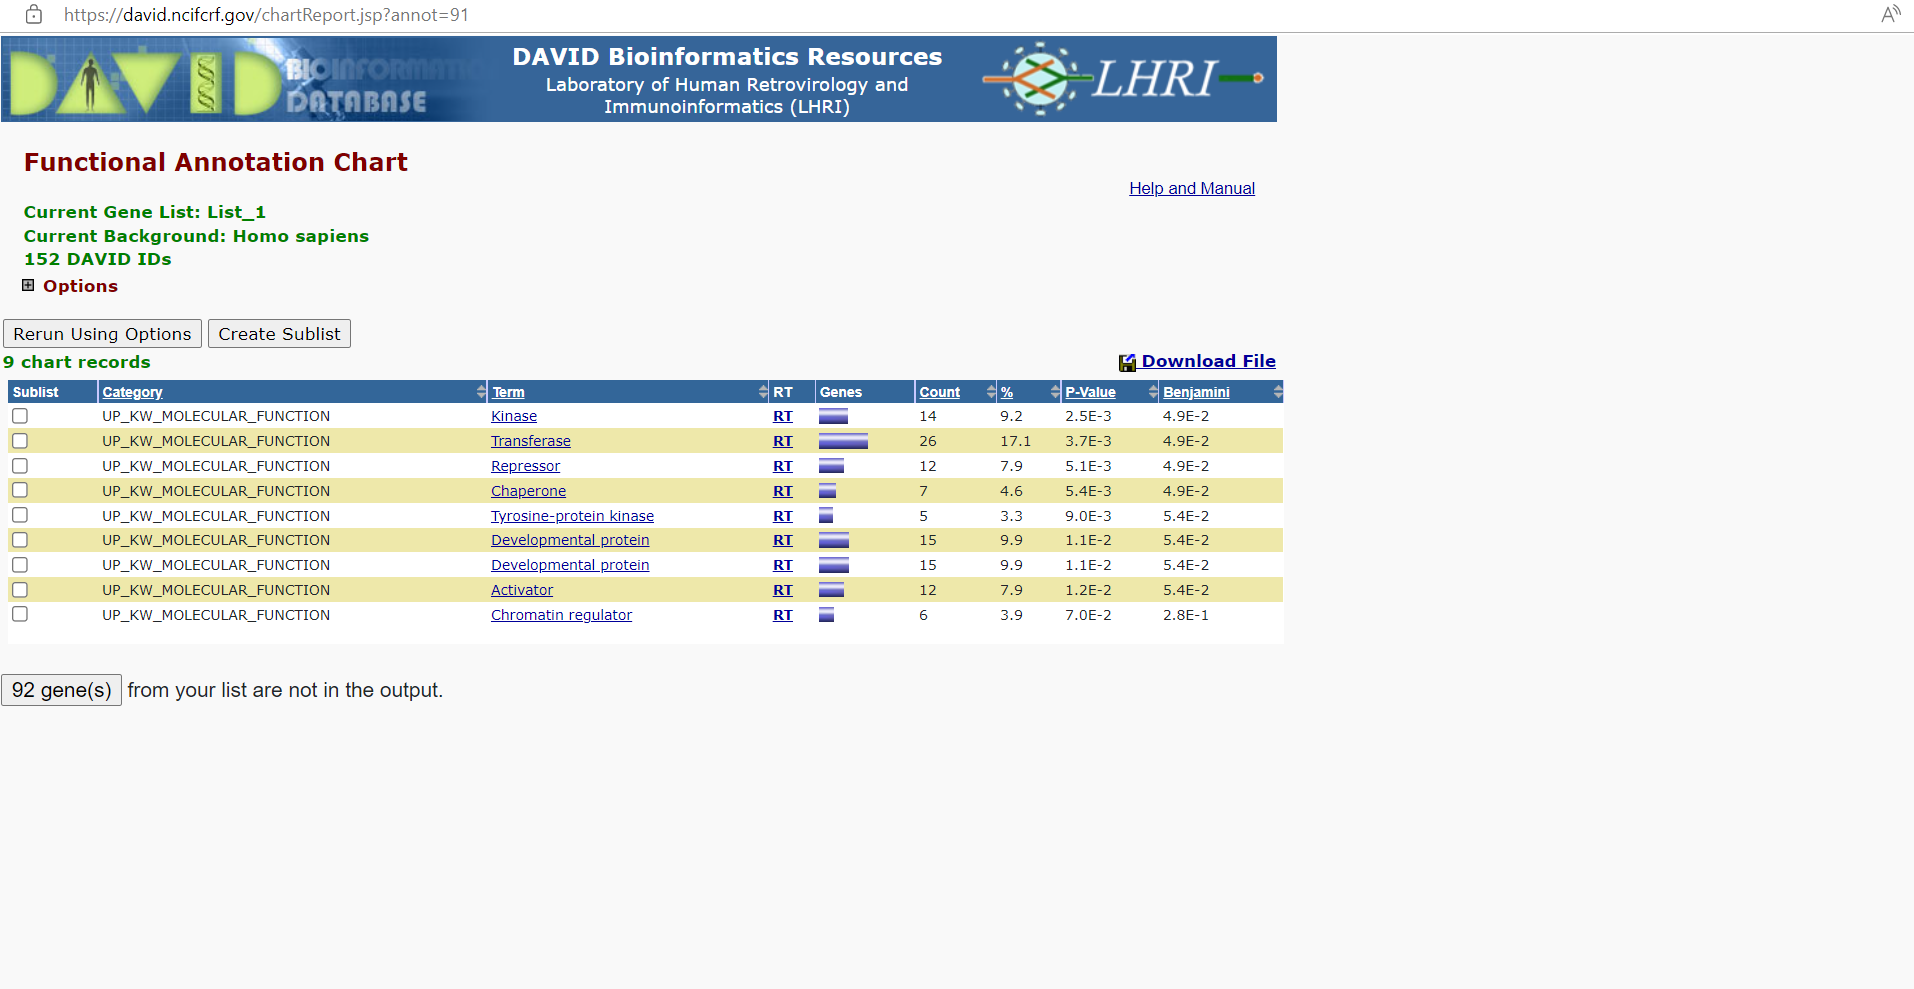 https://david.ncifcrf.gov/chartReport.jsp?annot=91
DAVID BIOINFORMATICS DATABASE
DAVID Bioinformatics Resources
Laboratory of Human Retrovirology and
Immunoinformatics (LHRI)
LHRI
Functional Annotation Chart
Help and Manual
Current Gene List: List_1
Current Background: Homo sapiens
152 DAVID IDs
Options
Rerun Using Options Create Sublist
9 chart records Download File
Sublist Category Term RT Genes Count % P-Value Benjamini
UP_KW_MOLECULAR_FUNCTION Kinase RT 14 9.2 2.5E-3 4.9E-2
UP_KW_MOLECULAR_FUNCTION Transferase RT 26 17.1 3.7E-3 4.9E-2
UP_KW_MOLECULAR_FUNCTION Repressor RT 12 7.9 5.1E-3 4.9E-2
UP_KW_MOLECULAR_FUNCTION Chaperone RT 7 4.6 5.4E-3 4.9E-2
UP_KW_MOLECULAR_FUNCTION Tyrosine-protein kinase RT 5 3.3 9.0E-3 5.4E-2
UP_KW_MOLECULAR_FUNCTION Developmental protein RT 15 9.9 1.1E-2 5.4E-2
UP_KW_MOLECULAR_FUNCTION Developmental protein RT 15 9.9 1.1E-2 5.4E-2
UP_KW_MOLECULAR_FUNCTION Activator RT 12 7.9 1.2E-2 5.4E-2
UP_KW_MOLECULAR_FUNCTION Chromatin regulator RT 6 3.9 7.0E-2 2.8E-1
92 gene(s) from your list are not in the output.